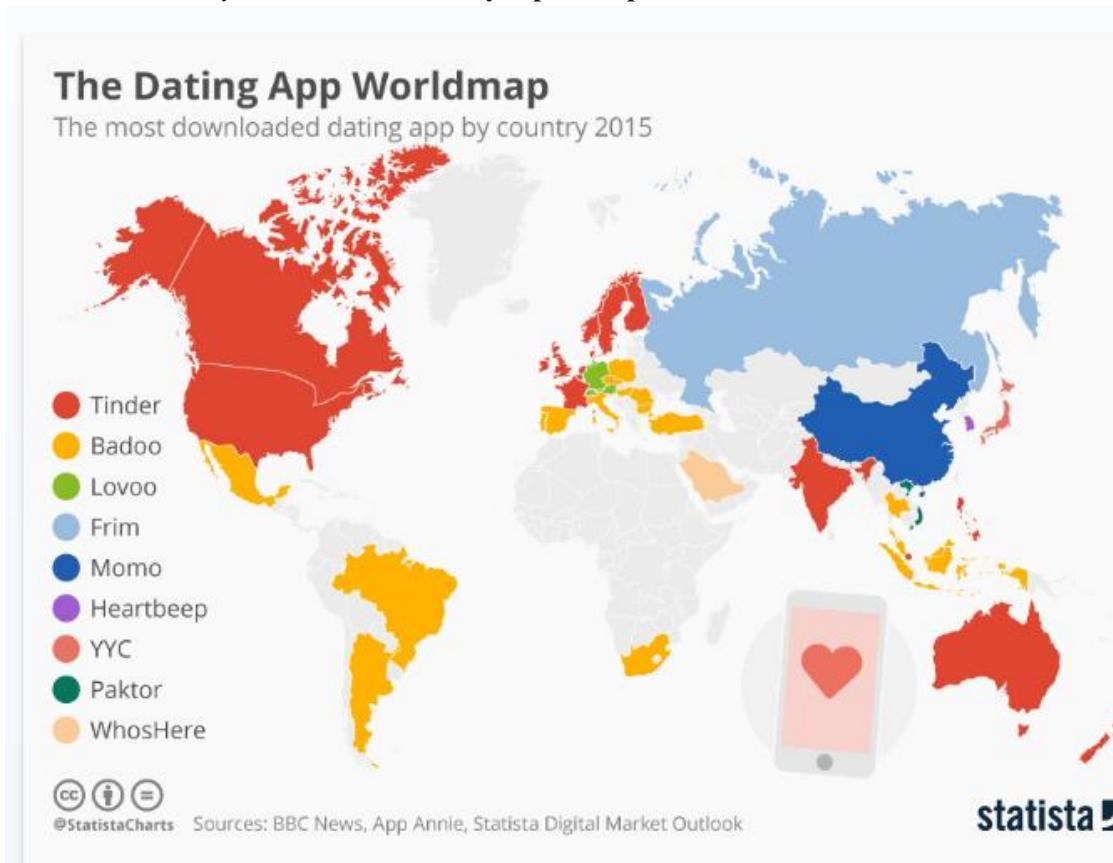 The Dating App Worldmap
The most downloaded dating app by country 2015
Tinder
Badoo
Lovoo
Frim
Momo
Heartbeep
YYC
Paktor
WhosHere
cc
@StatistaCharts Sources: BBC News, App Annie, Statista Digital Market Outlook
statista